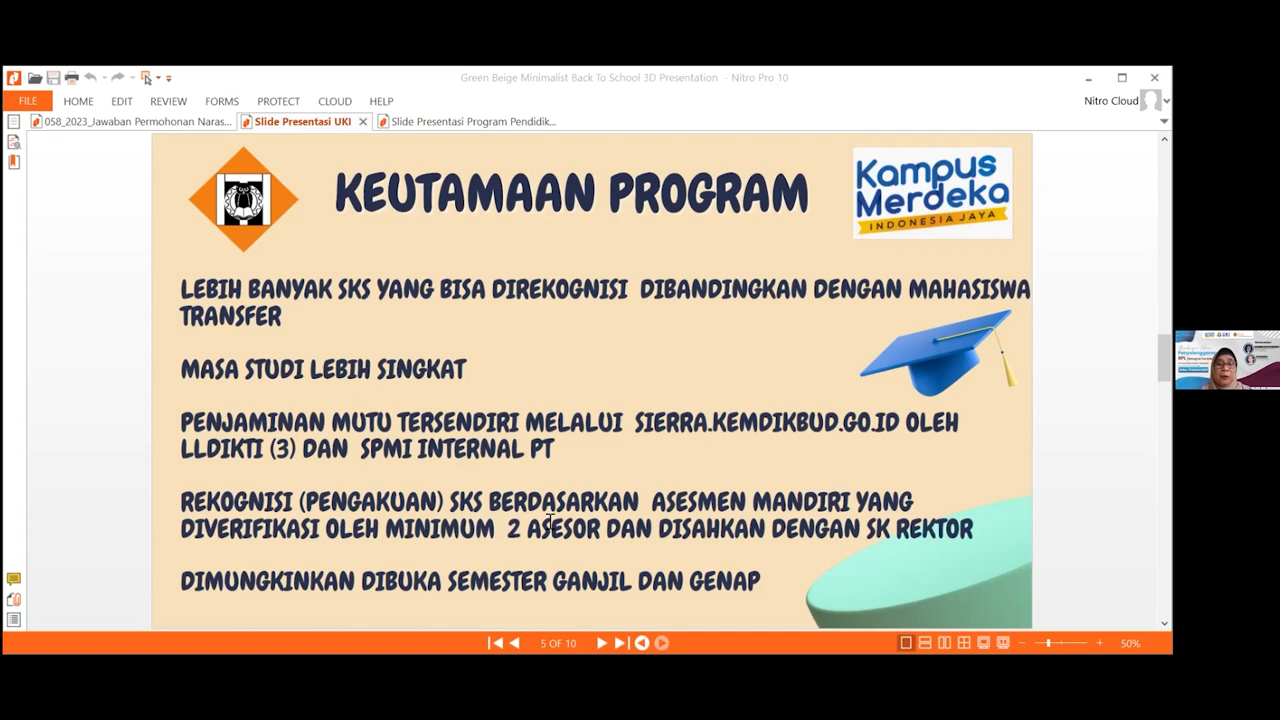 Green Beige Minimalist Back To School 3D Presentation - Nitro Pro 10
FILE HOME EDIT REVIEW FORMS PROTECT CLOUD HELP
Nitro Cloud
058_2023_Jawaban Permohonan Naras... Slide Presentasi UKI Slide Presentasi Program Pendidik...
KEUTAMAAN PROGRAM
Kampus
Merdeka
INDONESIA JAYA
LEBIH BANYAK SKS YANG BISA DIREKOGNISI DIBANDINGKAN DENGAN MAHASISWA
TRANSFER
MASA STUDI LEBIH SINGKAT
PENJAMINAN MUTU TERSENDIRI MELALUI SIERRA.KEMDIKBUD.GO.ID OLEH
LLDIKTI (3) DAN SPMI INTERNAL PT
REKOGNISI (PENGAKUAN) SKS BERDASARKAN ASESMEN MANDIRI YANG
DIVERIFIKASI OLEH MINIMUM 2 ASESOR DAN DISAHKAN DENGAN SK REKTOR
DIMUNGKINKAN DIBUKA SEMESTER GANJIL DAN GENAP
5 OF 10
50%